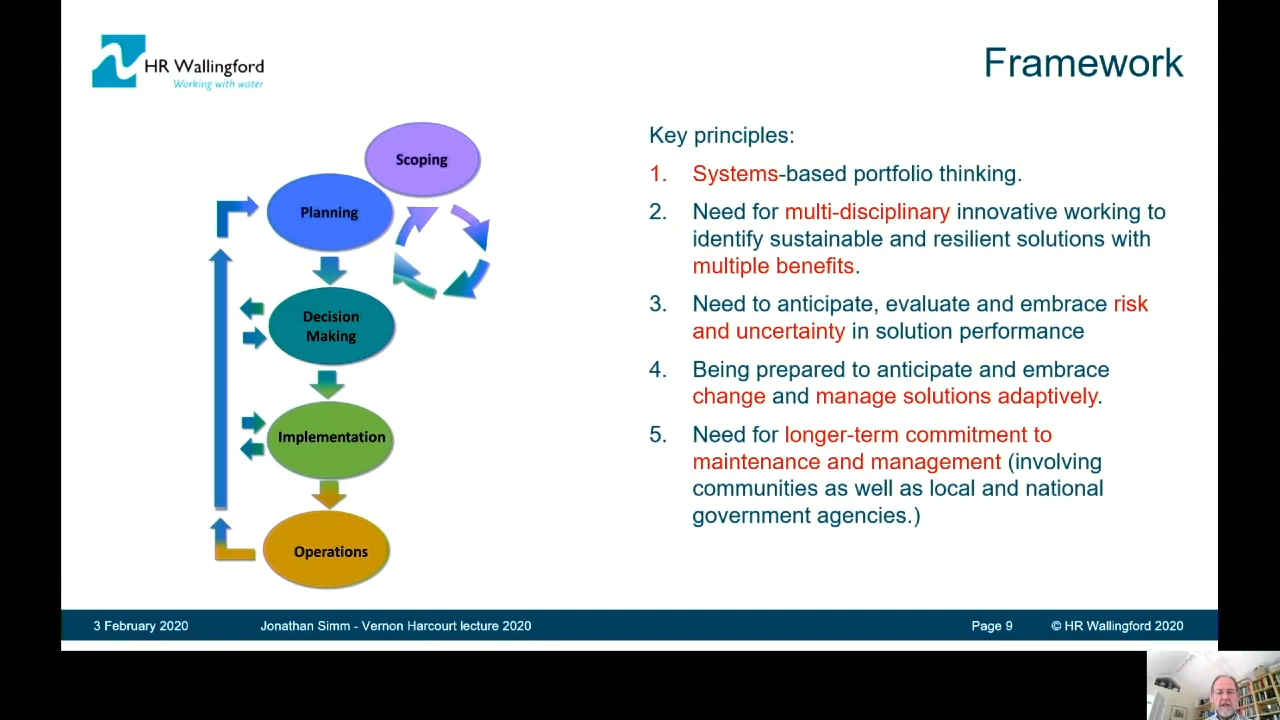 HR Wallingford
Working with water
Framework
Scoping
Planning
Decision
Making
Implementation
Operations
Key principles:
1. Systems-based portfolio thinking.
2. Need for multi-disciplinary innovative working to
identify sustainable and resilient solutions with
multiple benefits.
3. Need to anticipate, evaluate and embrace risk
and uncertainty in solution performance
4. Being prepared to anticipate and embrace
change and manage solutions adaptively.
5. Need for longer-term commitment to
maintenance and management (involving
communities as well as local and national
government agencies.)
3 February 2020 Jonathan Simm - Vernon Harcourt lecture 2020 Page 9 © HR Wallingford 2020